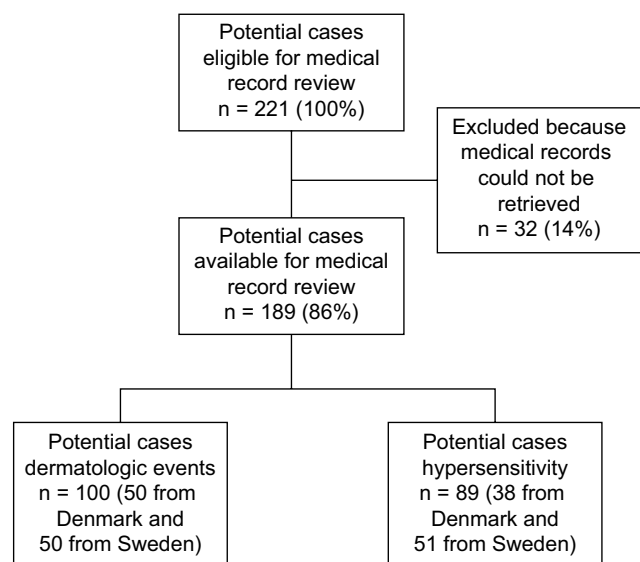 Potential cases
eligible for medical
record review
n = 221 (100%)
Excluded because
medical records
could not be
retrieved
n = 32 (14%)
Potential cases
available for medical
record review
n = 189 (86%)
Potential cases
dermatologic events
n = 100 (50 from
Denmark and
50 from Sweden)
Potential cases
hypersensitivity
n = 89 (38 from
Denmark and
51 from Sweden)